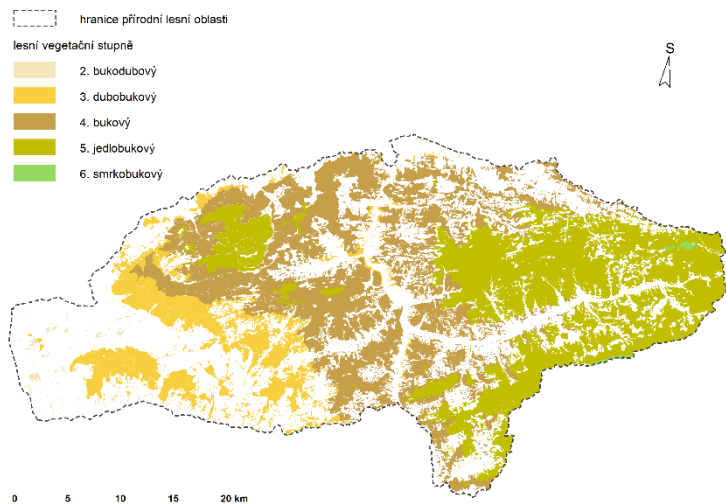 hranice přírodní lesní oblasti
lesní vegetační stupně
2. bukodubový
3. dubobukový
4. bukový
5. jedlobukový
6. smrkobukový
S
0 5 10 15 20 km